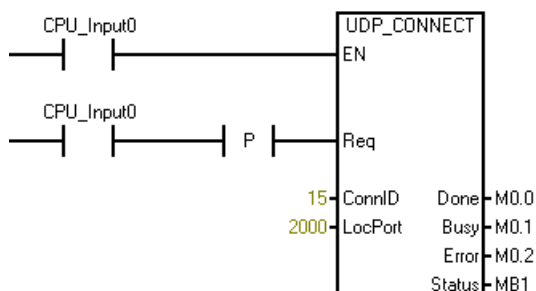 CPU_Input0
UDP_CONNECT
EN
CPU_Input0
P
Req
15
ConnID
Done
M0.0
2000
LocPort
Busy
M0.1
Error
M0.2
Status
MB1